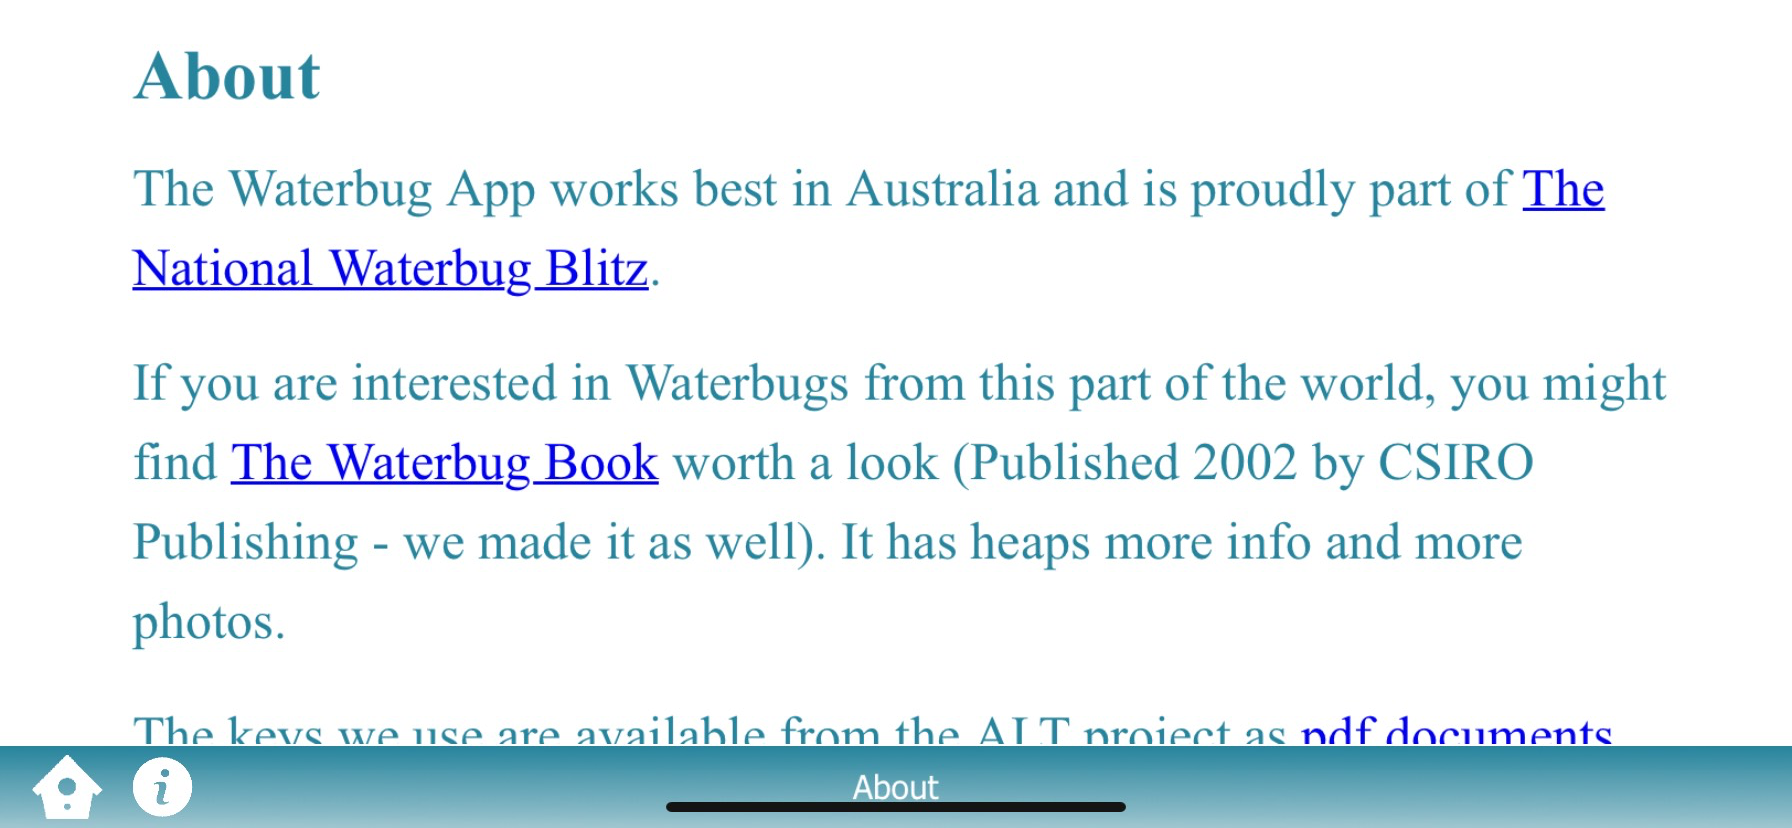 About
The Waterbug App works best in Australia and is proudly part of The
National Waterbug Blitz.
If you are interested in Waterbugs from this part of the world, you might
find The Waterbug Book worth a look (Published 2002 by CSIRO
Publishing - we made it as well). It has heaps more info and more
photos.
The keys we use are available from the ALT project as pdf documents
About